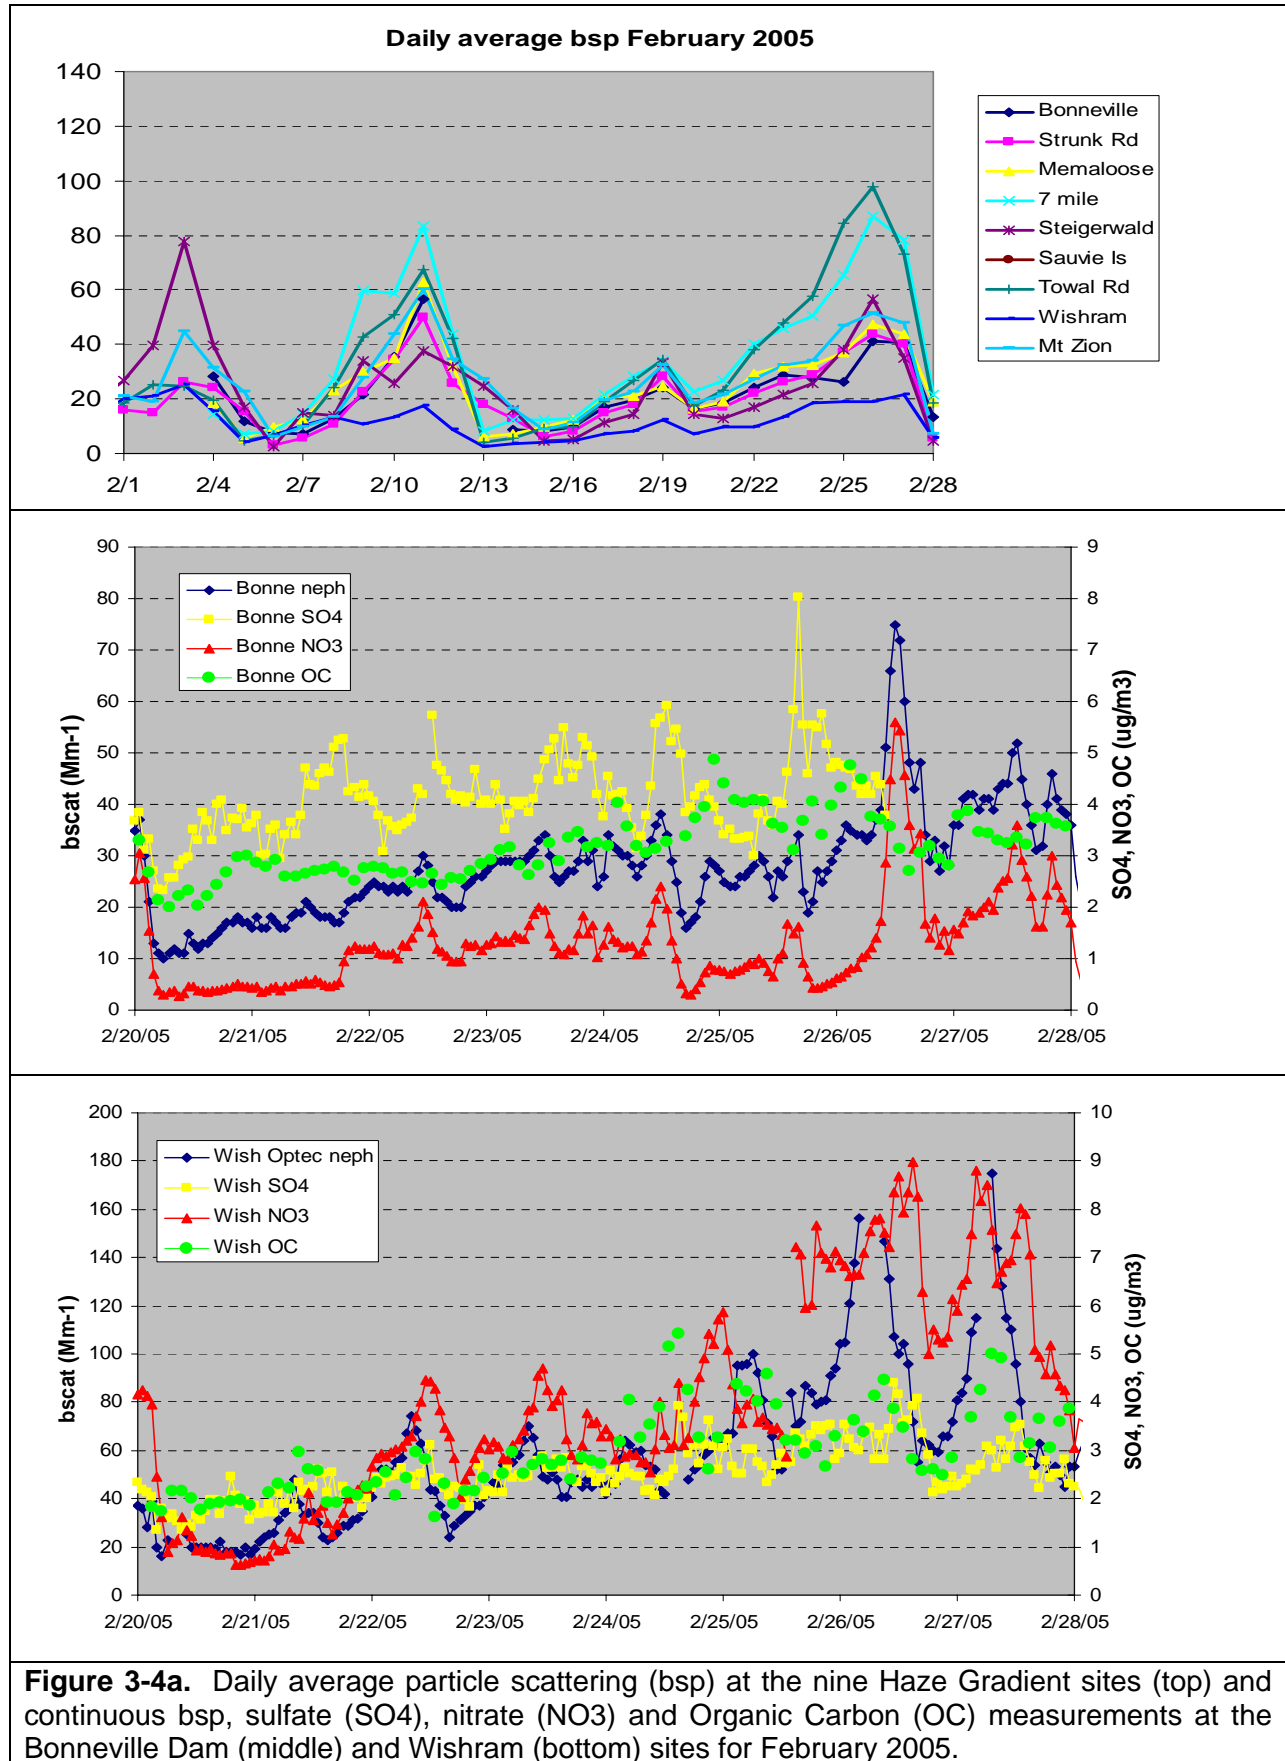 Daily average bsp February 2005
140
120
100
80
60
40
20
0
2/1 2/4 2/7 2/10 2/13 2/16 2/19 2/22 2/25 2/28
Bonneville
Strunk Rd
Memaloose
7 mile
Steigerwald
Sauvie Is
Towal Rd
Wishram
Mt Zion
90
80
70
60
50
40
30
20
10
0
bscat (Mm-1)
Bonne neph
Bonne SO4
Bonne NO3
Bonne OC
9
8
7
6
5
4
3
2
1
0
SO4, NO3, OC (ug/m3)
2/20/05 2/21/05 2/22/05 2/23/05 2/24/05 2/25/05 2/26/05 2/27/05 2/28/05
200
180
160
140
120
100
80
60
40
20
0
bscat (Mm-1)
Wish Optec neph
Wish SO4
Wish NO3
Wish OC
10
9
8
7
6
5
4
3
2
1
0
SO4, NO3, OC (ug/m3)
2/20/05 2/21/05 2/22/05 2/23/05 2/24/05 2/25/05 2/26/05 2/27/05 2/28/05
Figure 3-4a. Daily average particle scattering (bsp) at the nine Haze Gradient sites (top) and
continuous bsp, sulfate (SO4), nitrate (NO3) and Organic Carbon (OC) measurements at the
Bonneville Dam (middle) and Wishram (bottom) sites for February 2005.